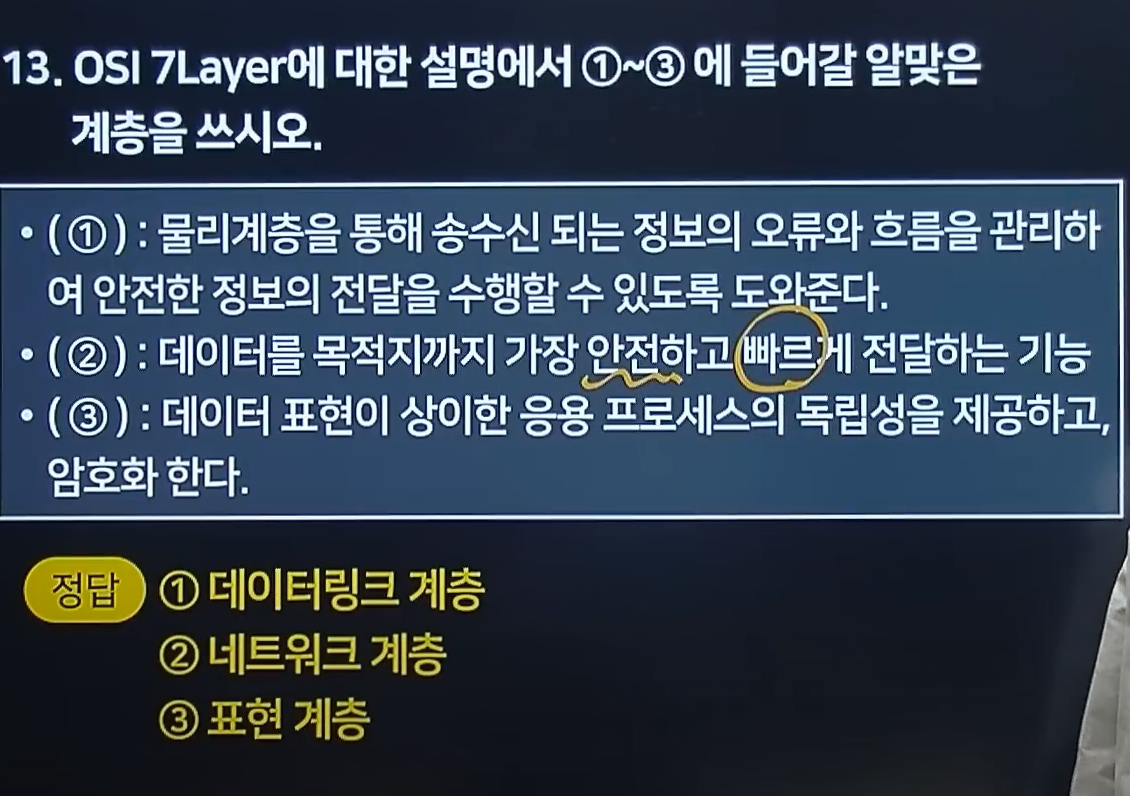 13. OSI 7Layer에 대한 설명에서 ①~③ 에 들어갈 알맞은
계층을 쓰시오.
• ( ① ) : 물리계층을 통해 송수신 되는 정보의 오류와 흐름을 관리하
여 안전한 정보의 전달을 수행할 수 있도록 도와준다.
• ( ② ) : 데이터를 목적지까지 가장 안전하고 빠르게 전달하는 기능
• ( ③ ) : 데이터 표현이 상이한 응용 프로세스의 독립성을 제공하고,
암호화 한다.
정답 ① 데이터링크 계층
② 네트워크 계층
③ 표현 계층